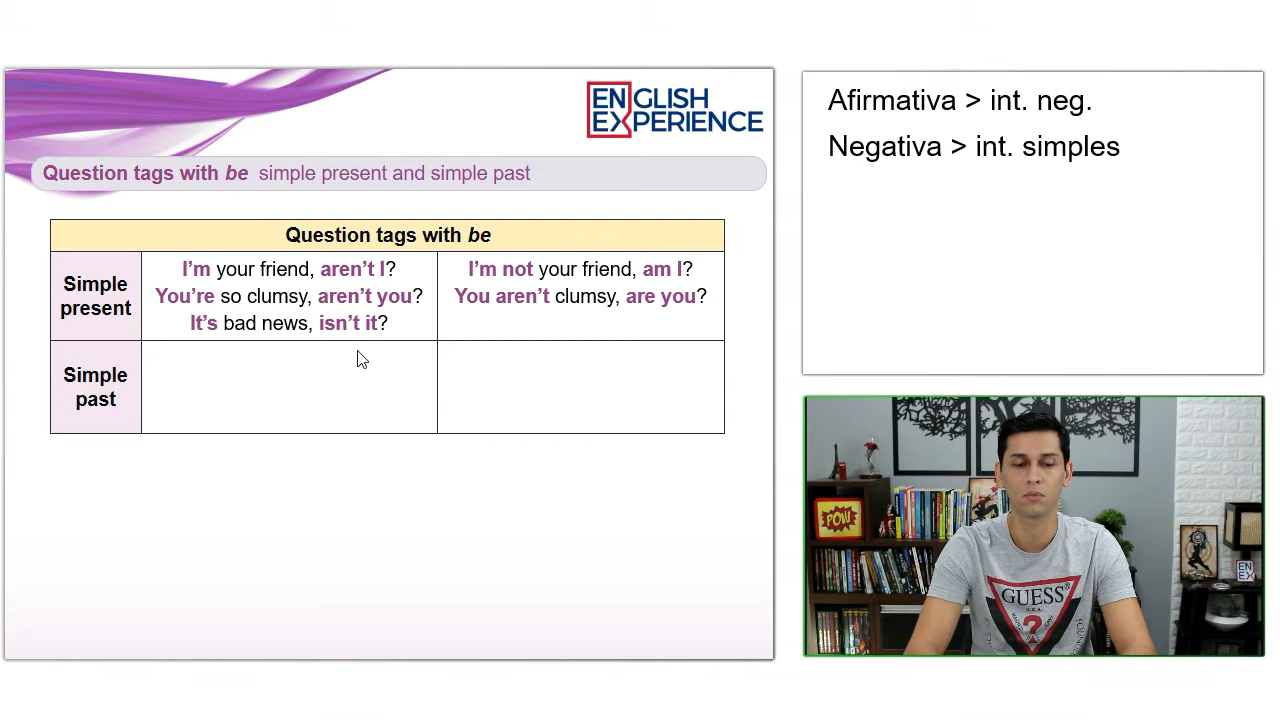 ENGLISH
EXPERIENCE
Question tags with be simple present and simple past
Question tags with be
Simple
present
I'm your friend, aren't I?
You're so clumsy, aren't you?
It's bad news, isn't it?
I'm not your friend, am I?
You aren't clumsy, are you?
Simple
past
Afirmativa > int. neg.
Negativa > int. simples
POW
GUESS®
U.S.A.
?
EN
EX